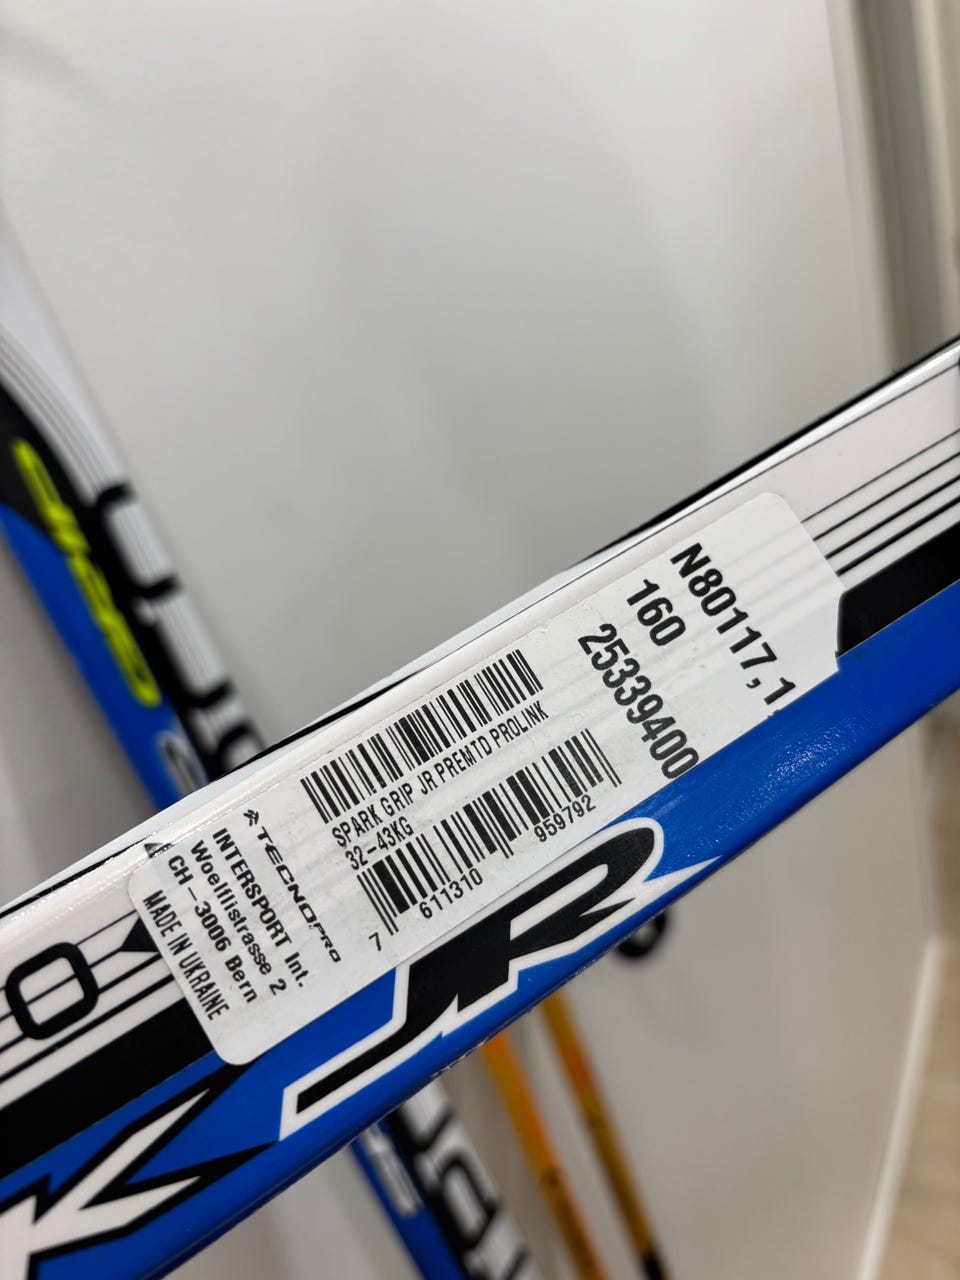 TECNOPRO
INTERSPORT Int.
Woelflistrasse 2
CH-3006 Bern
MADE IN UKRAINE
SPARK GRIP JR PREMTD PROLINK
32-43KG
7 611310 959792
N80117,1
160
25339400
JR